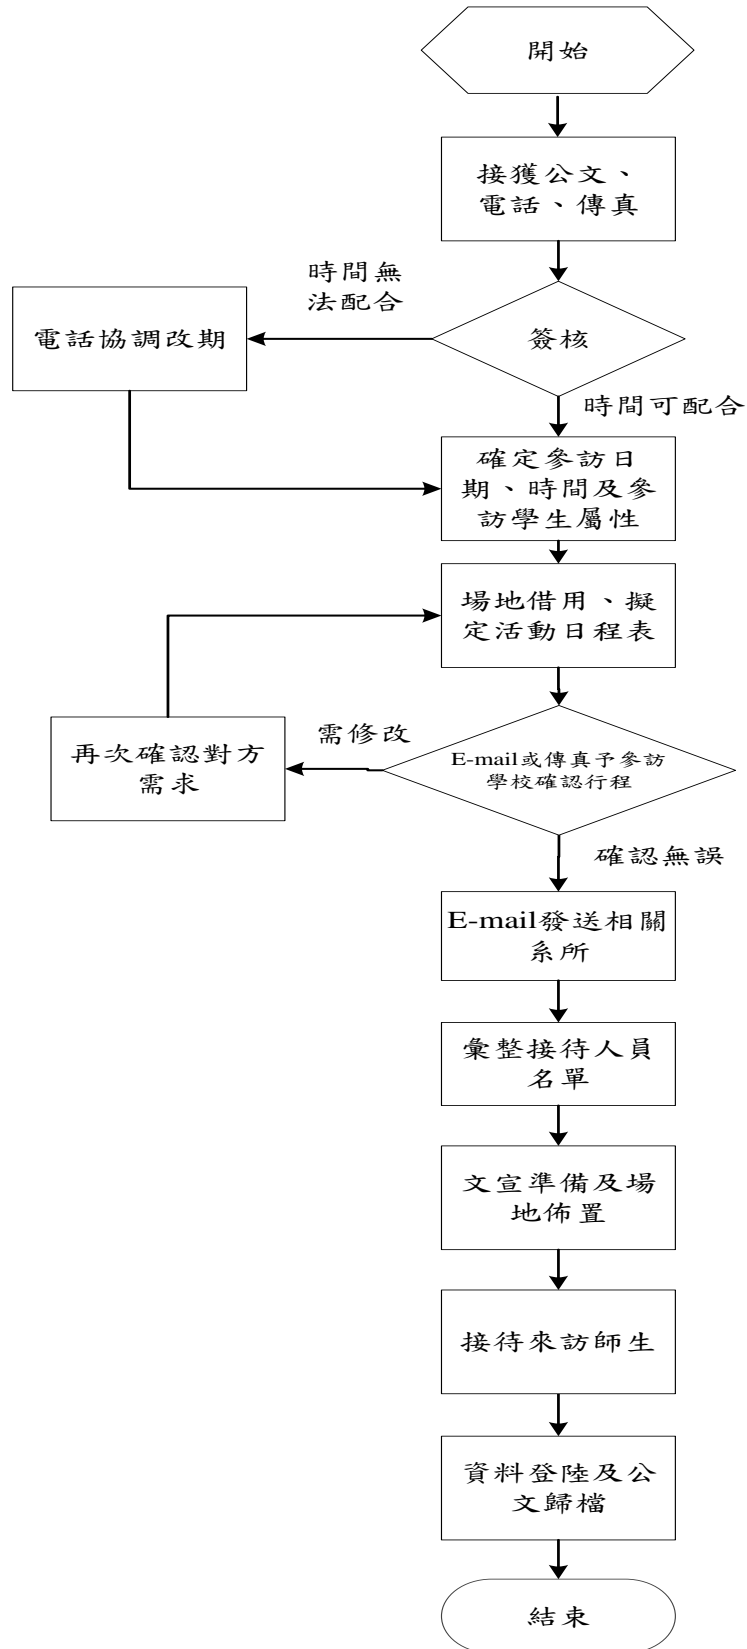 開始
接獲公文、
電話、傳真
時間無
法配合
電話協調改期
簽核
時間可配合
確定參訪日
期、時間及參
訪學生屬性
場地借用、擬
定活動日程表
需修改
再次確認對方
需求
E-mail或傳真予參訪
學校確認行程
確認無誤
E-mail發送相關
系所
彙整接待人員
名單
文宣準備及場
地佈置
接待來訪師生
資料登陸及公
文歸檔
結束